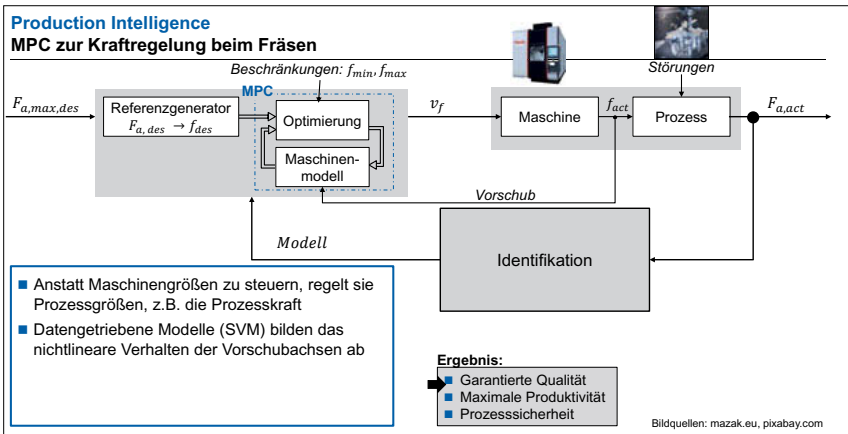 Production Intelligence
MPC zur Kraftregelung beim Fräsen
Beschränkungen: f_min, f_max
Störungen
MPC
F_a,max,des
Referenzgenerator
F_a, des → f_des
Optimierung
v_f
Maschine
f_act
Prozess
F_a,act
Maschinen-
modell
Vorschub
Modell
Identifikation
Anstatt Maschinengrößen zu steuern, regelt sie
Prozessgrößen, z.B. die Prozesskraft
Datengetriebene Modelle (SVM) bilden das
nichtlineare Verhalten der Vorschubachsen ab
Ergebnis:
Garantierte Qualität
Maximale Produktivität
Prozesssicherheit
Bildquellen: mazak.eu, pixabay.com